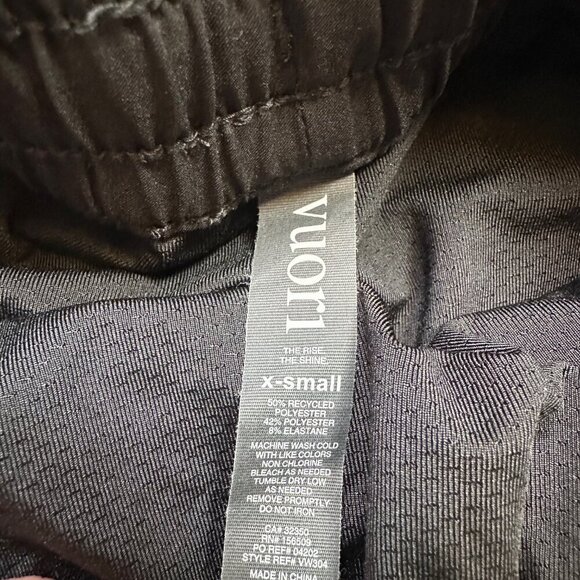 vuori
THE RISE.
THE SHINE.
x-small
50% RECYCLED
POLYESTER
42% POLYESTER
8% ELASTANE
MACHINE WASH COLD
WITH LIKE COLORS
NON CHLORINE
BLEACH AS NEEDED
TUMBLE DRY LOW
AS NEEDED
REMOVE PROMPTLY
DO NOT IRON
CA# 32350
RN# 156509
PO REF# 04202
STYLE REF# VW304
MADE IN CHINA